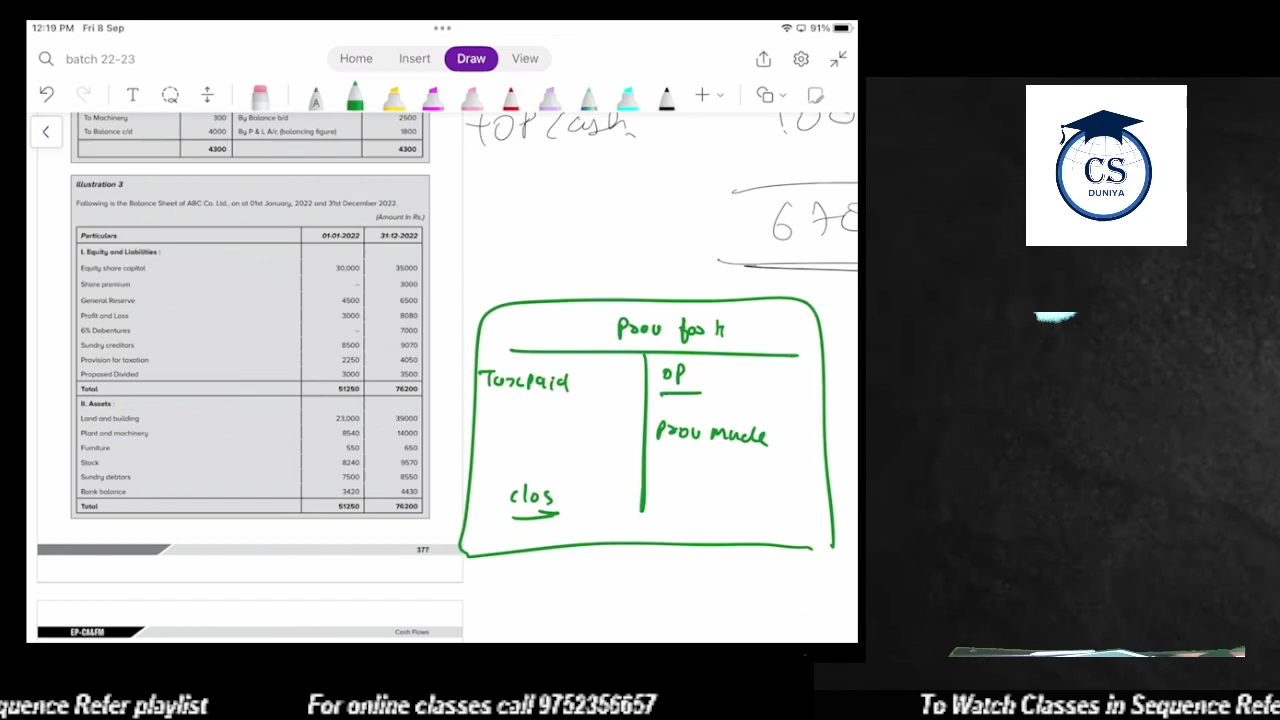 12:19 PM Fri 8 Sep
91%
batch 22-23
Home Insert Draw View
To Machinery 300 By Balance b/d 2500
To Balance c/d 4000 By P & L A/c (balancing figure) 1800
4300 4300
Illustration 3
Following is the Balance Sheet of ABC Co. Ltd., on at 01st January, 2022 and 31st December 2022.
(Amount in Rs.)
Particulars 01-01-2022 31-12-2022
I. Equity and Liabilities :
Equity share capital 30,000 35000
Share premium – 3000
General Reserve 4500 6500
Profit and Loss 3000 8080
6% Debentures – 7000
Sundry creditors 8500 9070
Provision for taxation 2250 4050
Proposed Divided 3000 3500
Total 51250 76200
II. Assets :
Land and building 23,000 39000
Plant and machinery 8540 14000
Furniture 550 650
Stock 8240 9570
Sundry debtors 7500 8550
Bank balance 3420 4430
Total 51250 76200
377
EP-CA&FM Cash Flows
+ OP cash
678
Prov for
Tax paid
OP
Prov made
clos
CS
DUNIYA
quence Refer playlist For online classes call 9752356657 To Watch Classes in Sequence Refe